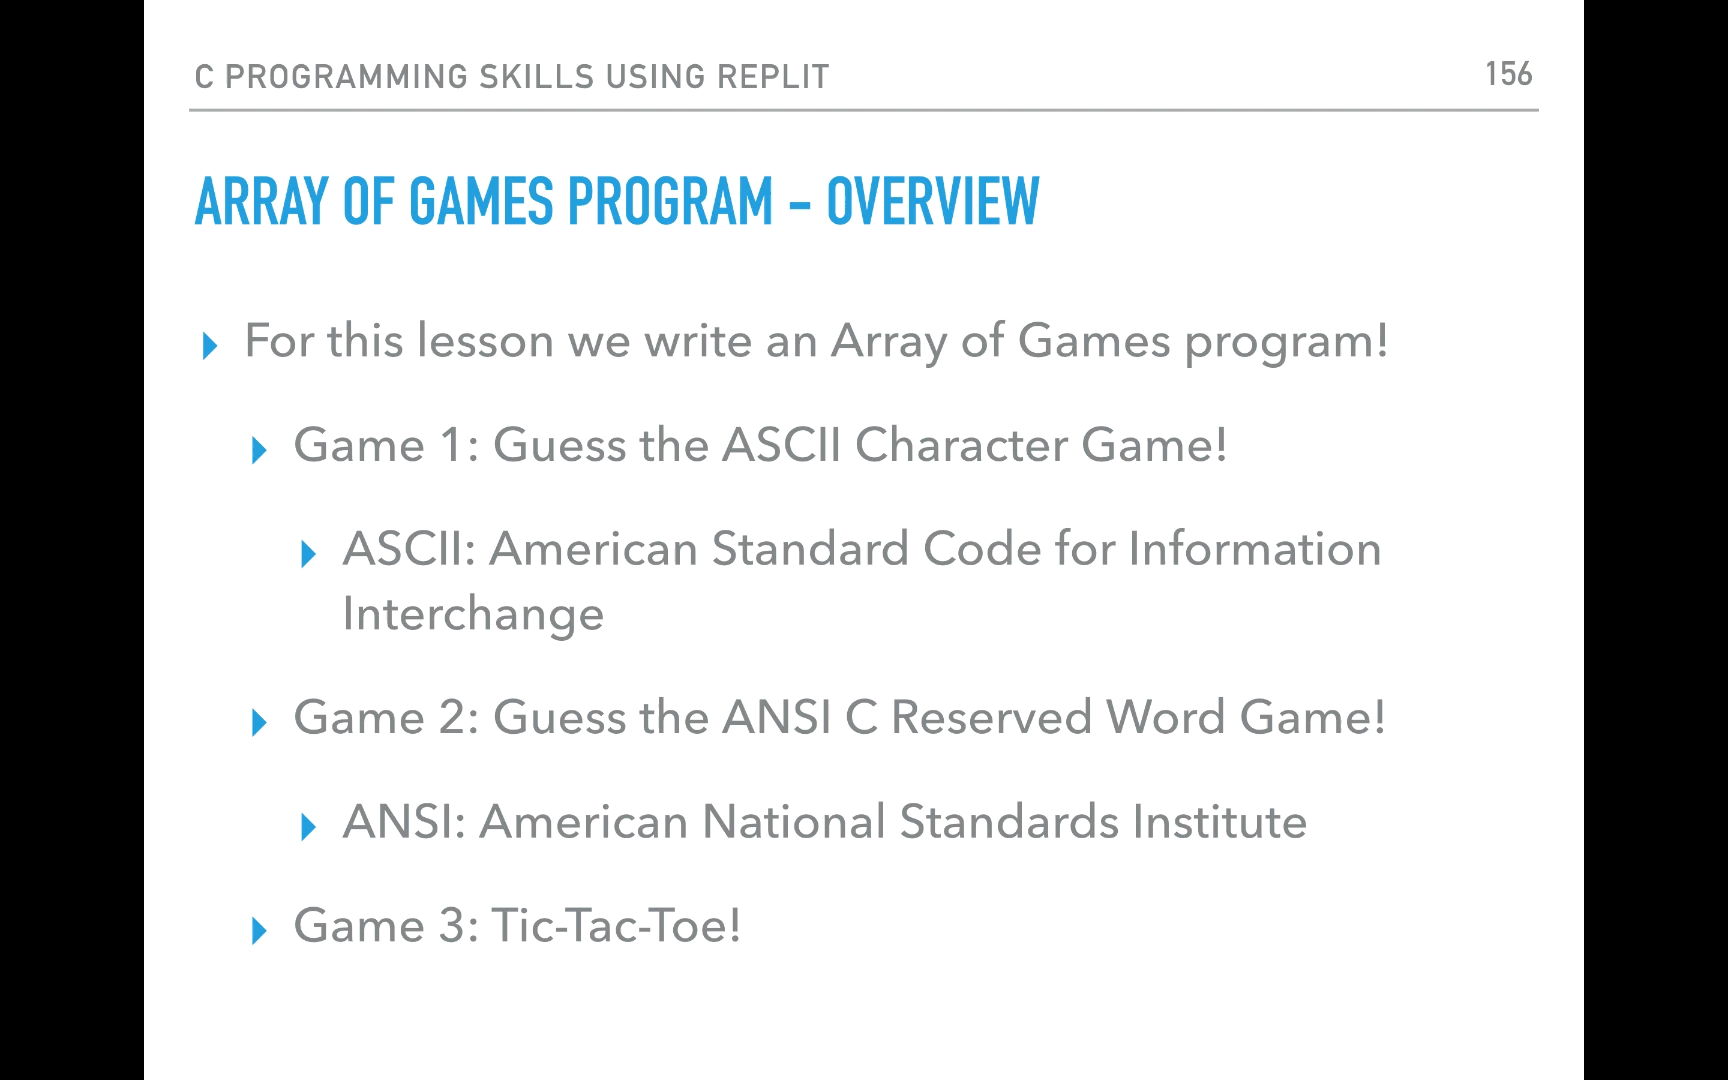 C PROGRAMMING SKILLS USING REPLIT
156
ARRAY OF GAMES PROGRAM – OVERVIEW
For this lesson we write an Array of Games program!
Game 1: Guess the ASCII Character Game!
ASCII: American Standard Code for Information
Interchange
Game 2: Guess the ANSI C Reserved Word Game!
ANSI: American National Standards Institute
Game 3: Tic-Tac-Toe!